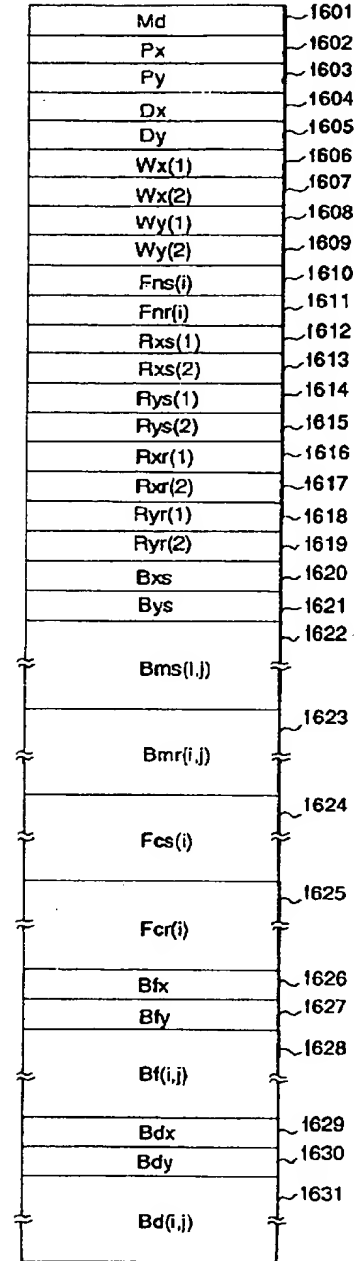 Md 1601
Px 1602
Py 1603
Dx 1604
Dy 1605
Wx(1) 1606
Wx(2) 1607
Wy(1) 1608
Wy(2) 1609
Fns(i) 1610
Fnr(i) 1611
Rxs(1) 1612
Rxs(2) 1613
Rys(1) 1614
Rys(2) 1615
Rxr(1) 1616
Rxr(2) 1617
Ryr(1) 1618
Ryr(2) 1619
Bxs 1620
Bys 1621
Bms(i,j) 1622
Bmr(i,j) 1623
Fcs(i) 1624
Fcr(i) 1625
Bfx 1626
Bfy 1627
Bf(i,j) 1628
Bdx 1629
Bdy 1630
Bd(i,j) 1631